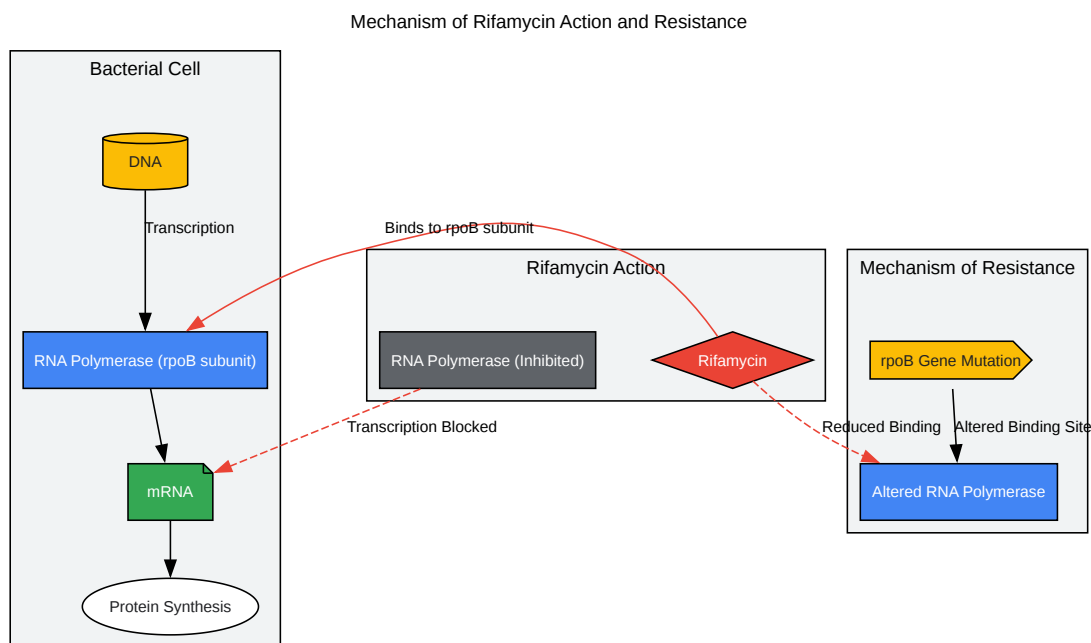 Mechanism of Rifamycin Action and Resistance
Bacterial Cell
DNA
Transcription
RNA Polymerase (rpoB subunit)
mRNA
Protein Synthesis
Binds to rpoB subunit
Rifamycin Action
RNA Polymerase (Inhibited)
Rifamycin
Transcription Blocked
Mechanism of Resistance
rpoB Gene Mutation
Reduced Binding
Altered Binding Site
Altered RNA Polymerase